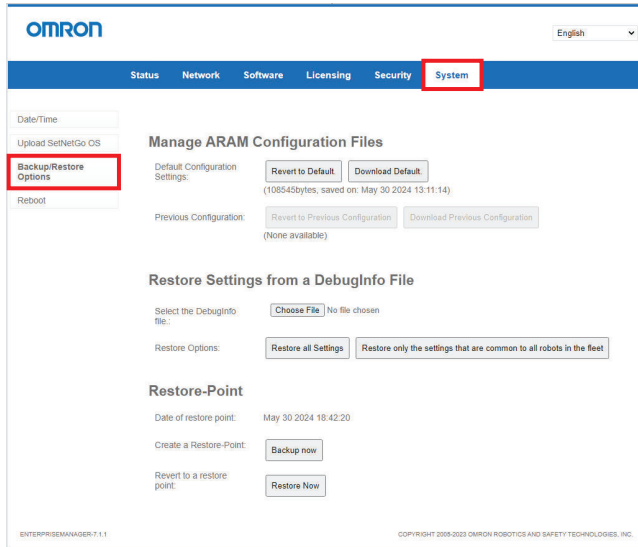 OMRON
English
Status Network Software Licensing Security System
Date/Time
Upload SetNetGo OS
Backup/Restore
Options
Reboot
Manage ARAM Configuration Files
Default Configuration
Settings:
Revert to Default Download Default
(108545bytes, saved on: May 30 2024 13:11:14)
Previous Configuration:
Revert to Previous Configuration Download Previous Configuration
(None available)
Restore Settings from a DebugInfo File
Select the DebugInfo
file.:
Choose File No file chosen
Restore Options:
Restore all Settings Restore only the settings that are common to all robots in the fleet
Restore-Point
Date of restore point: May 30 2024 18:42:20
Create a Restore-Point: Backup now
Revert to a restore
point:
Restore Now
ENTERPRISEMANAGER-7.1.1 COPYRIGHT 2005-2023 OMRON ROBOTICS AND SAFETY TECHNOLOGIES, INC.